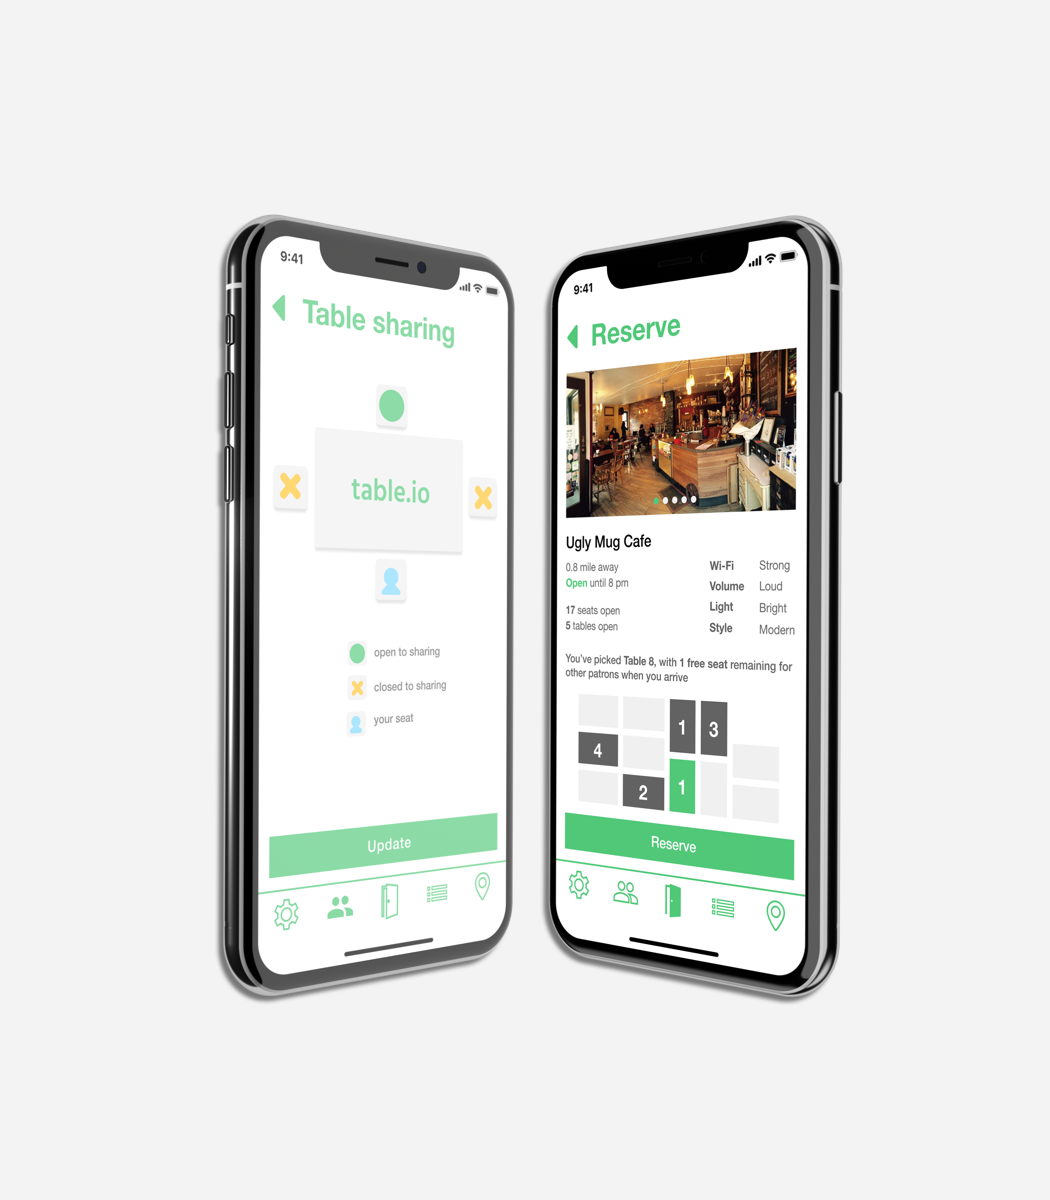 9:41
Table sharing
table.io
open to sharing
closed to sharing
your seat
Update
9:41
Reserve
Ugly Mug Cafe
0.8 mile away
Open until 8 pm
17 seats open
5 tables open
Wi-Fi Strong
Volume Loud
Light Bright
Style Modern
You've picked Table 8, with 1 free seat remaining for
other patrons when you arrive
1 3
4
2 1
Reserve